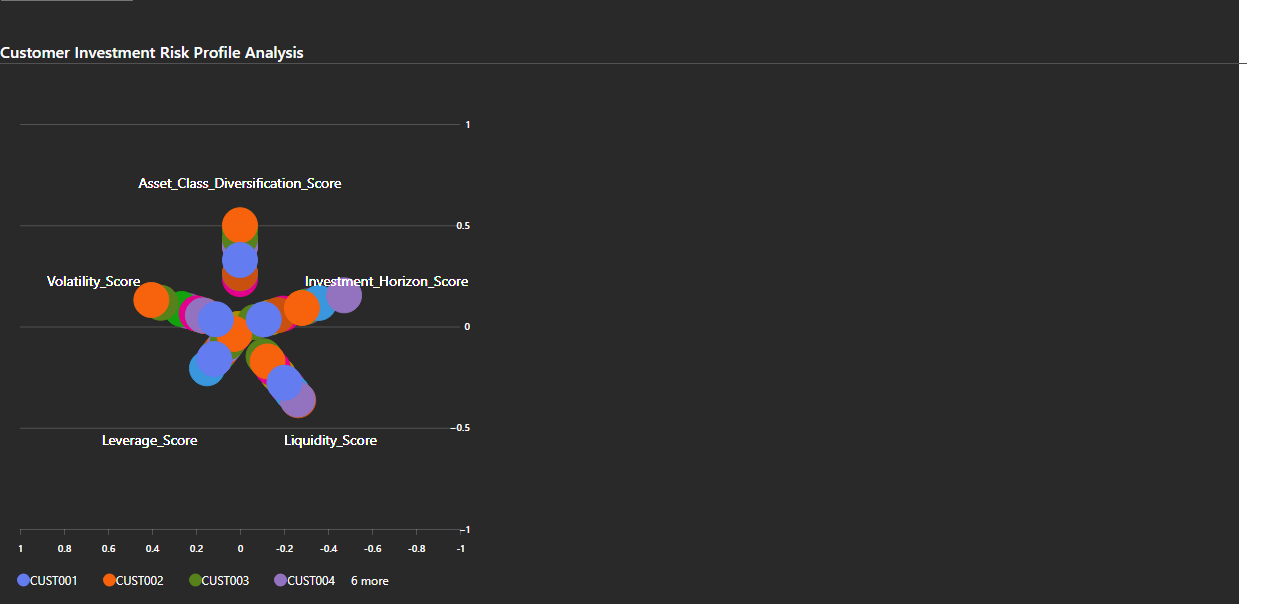 Customer Investment Risk Profile Analysis
1
Asset_Class_Diversification_Score
0.5
Volatility_Score
Investment_Horizon_Score
0
−0.5
Leverage_Score
Liquidity_Score
−1
1 0.8 0.6 0.4 0.2 0 -0.2 -0.4 -0.6 -0.8 -1
CUST001 CUST002 CUST003 CUST004 6 more